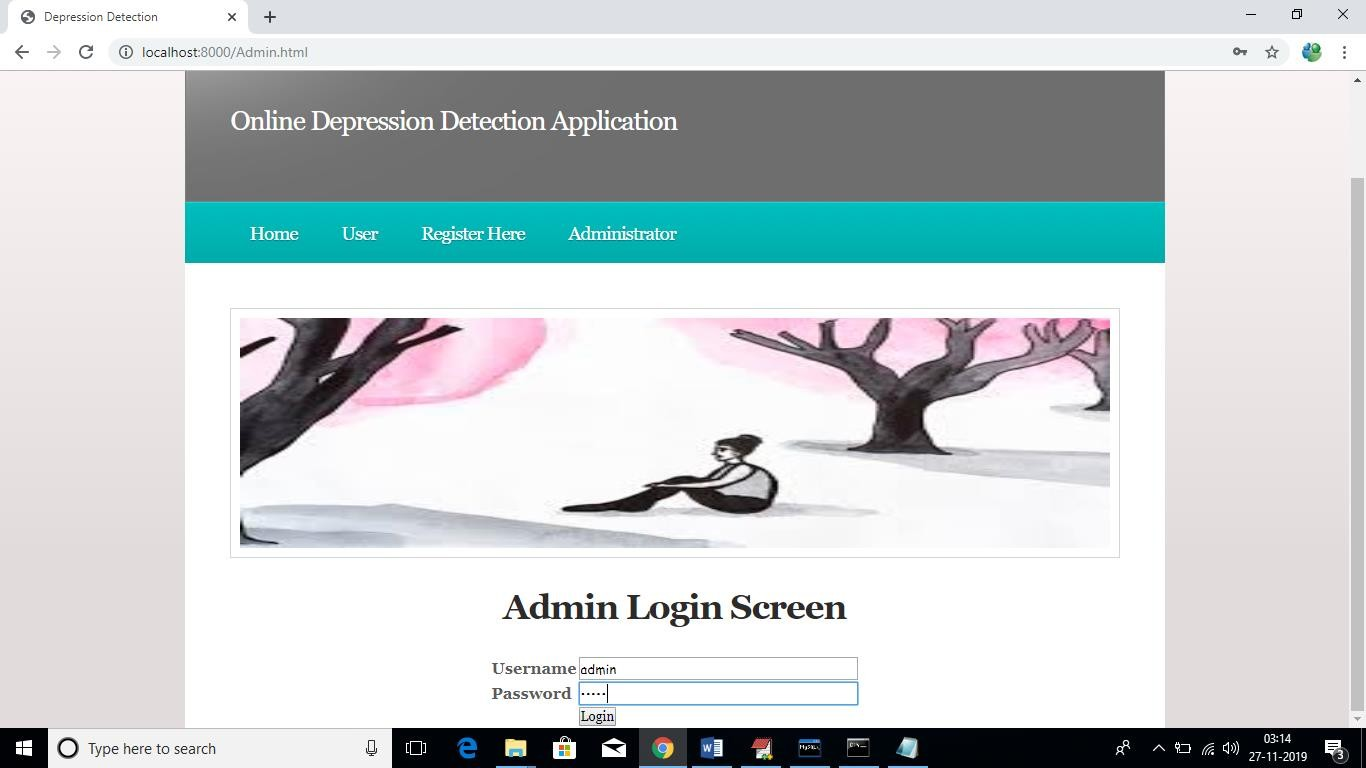 Depression Detection
localhost:8000/Admin.html
Online Depression Detection Application
Home User Register Here Administrator
Admin Login Screen
Username admin
Password •••••
Login
Type here to search
03:14
27-11-2019
3